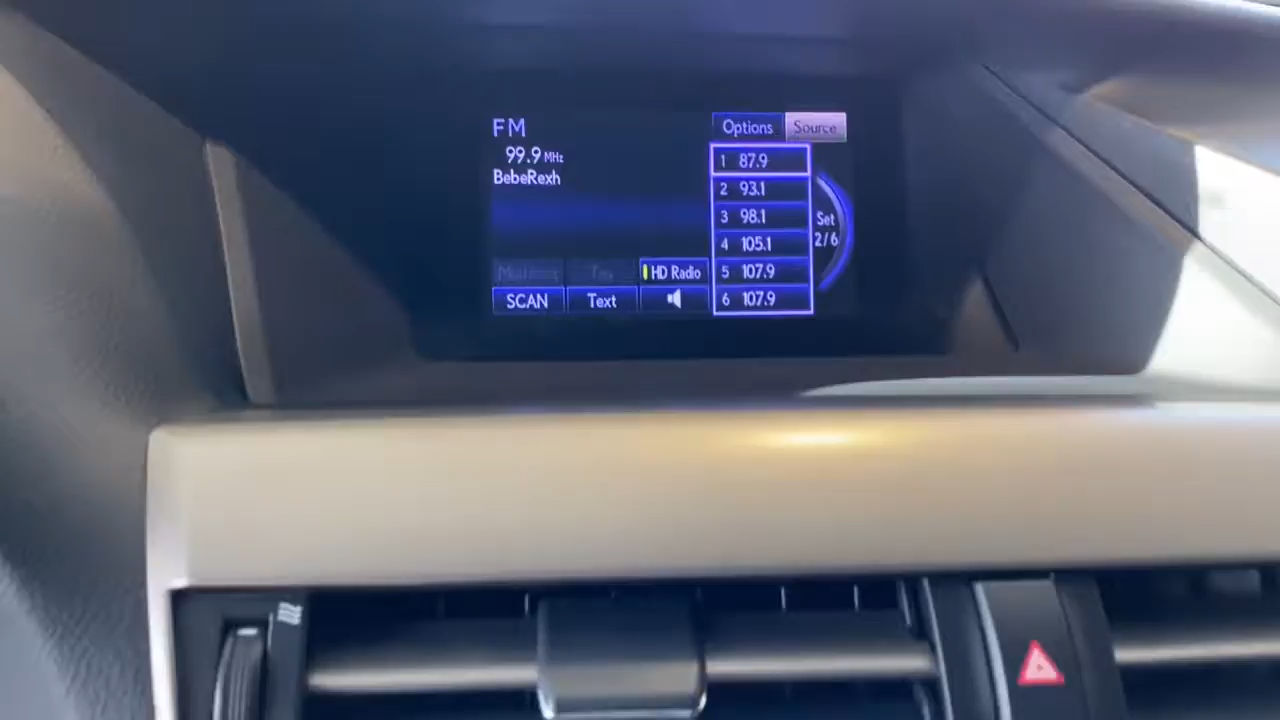 FM
99.9 MHz
BebeRexh
Options
Source
1 87.9
2 93.1
3 98.1
4 105.1
5 107.9
6 107.9
Set
2/6
HD Radio
SCAN
Text